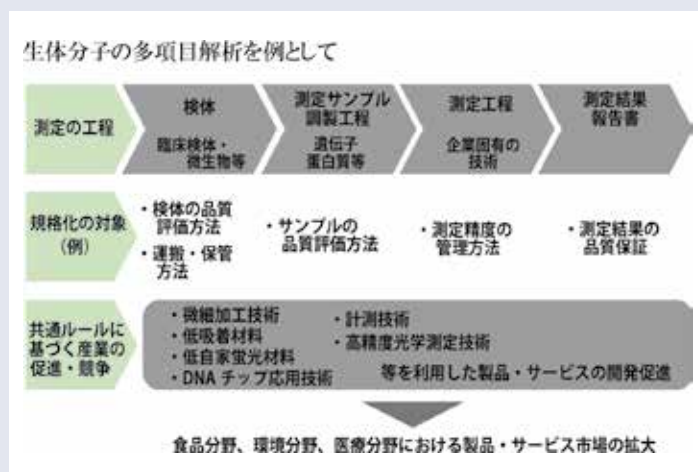 生体分子の多項目解析を例として
測定の工程
検体
臨床検体・
微生物等
測定サンプル
調製工程
遺伝子
蛋白質等
測定工程
企業固有の
技術
測定結果
報告書
規格化の対象
(例)
・検体の品質
評価方法
・運搬・保管
方法
・サンプルの
品質評価方法
・測定精度の
管理方法
・測定結果の
品質保証
共通ルールに
基づく産業の
促進・競争
・微細加工技術
・低吸着材料
・低自家蛍光材料
・DNA チップ応用技術
・計測技術
・高精度光学測定技術
等を利用した製品・サービスの開発促進
食品分野、環境分野、医療分野における製品・サービス市場の拡大